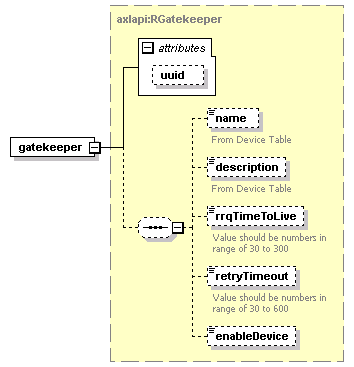 axlapi:RGatekeeper
attributes
uuid
gatekeeper
name
From Device Table
description
From Device Table
rrqTimeToLive
Value should be numbers in
range of 30 to 300
retryTimeout
Value should be numbers in
range of 30 to 600
enableDevice